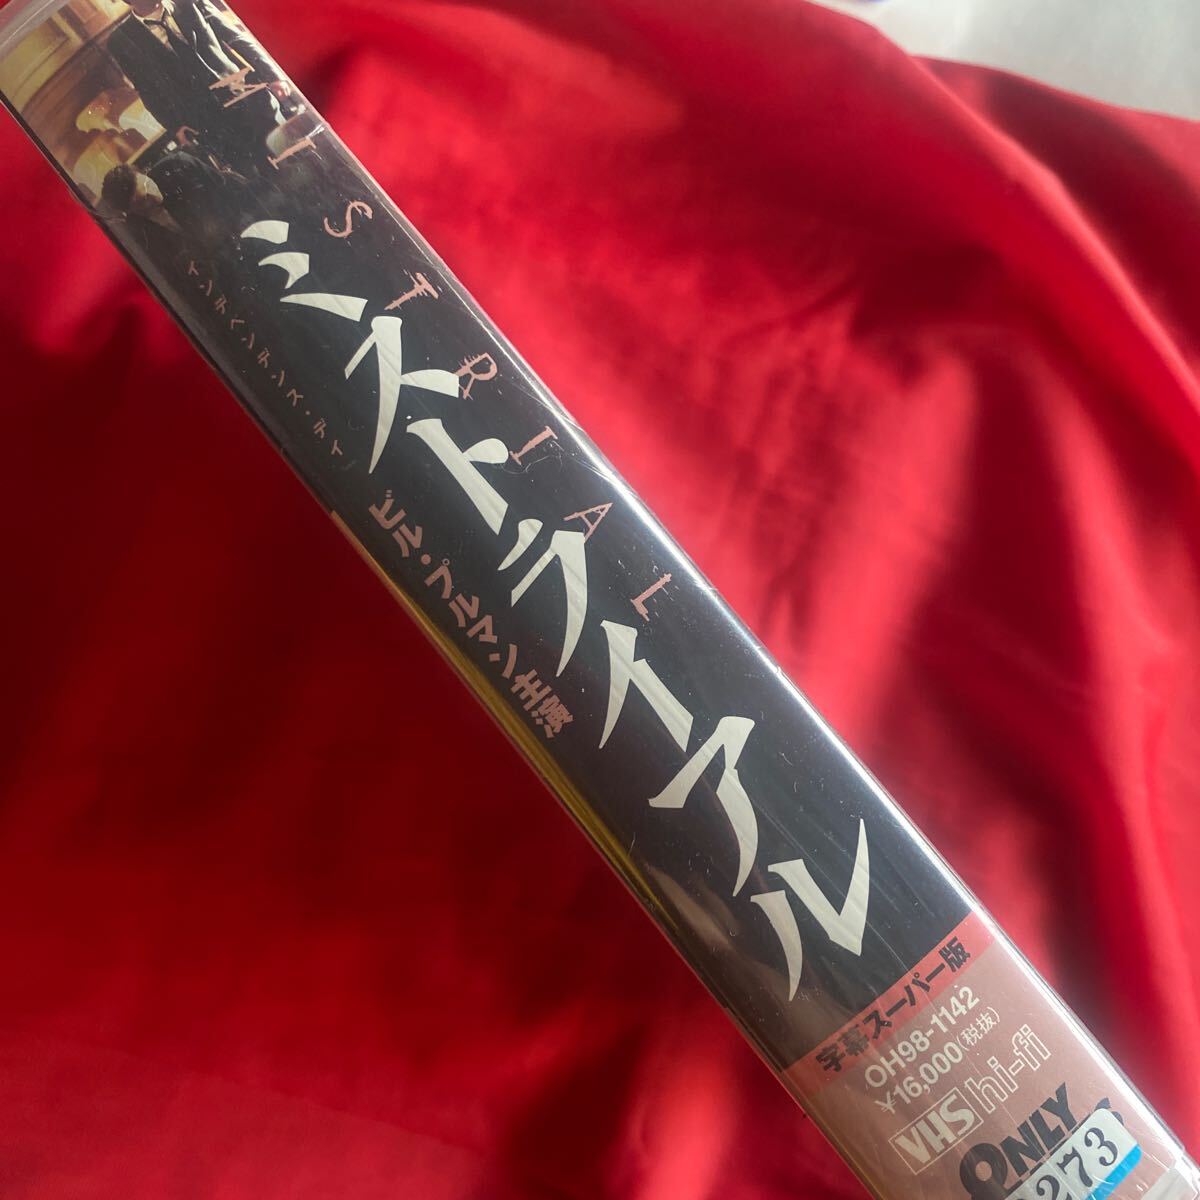 MISTRIAL
ミストライアル
インデペンデンス・デイ
ビル・プルマン主演
字幕スーパー版
OH98-1142
¥16,000(税抜)
VHS hi-fi
ONLY
273